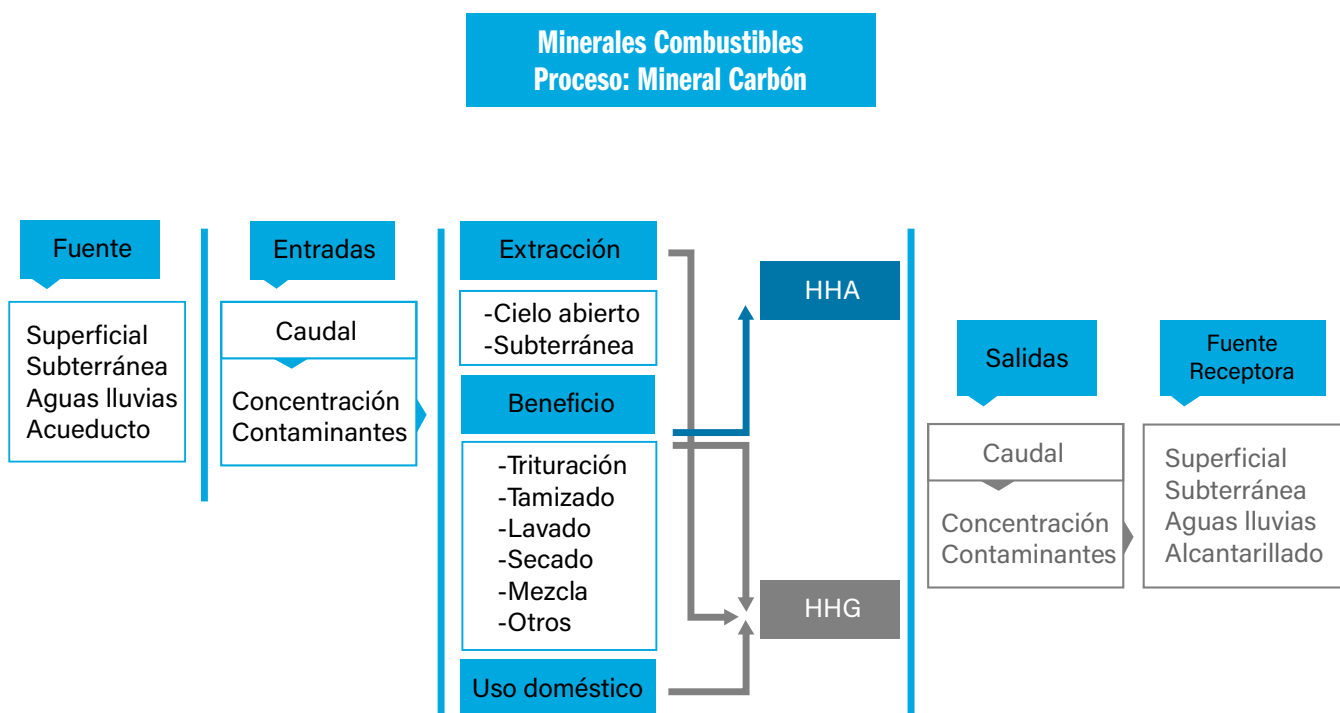 Minerales Combustibles
Proceso: Mineral Carbón
Fuente
Superficial
Subterránea
Aguas lluvias
Acueducto
Entradas
Caudal
Concentración
Contaminantes
Extracción
-Cielo abierto
-Subterránea
Beneficio
-Trituración
-Tamizado
-Lavado
-Secado
-Mezcla
-Otros
Uso doméstico
HHA
HHG
Salidas
Caudal
Concentración
Contaminantes
Fuente
Receptora
Superficial
Subterránea
Aguas lluvias
Alcantarillado